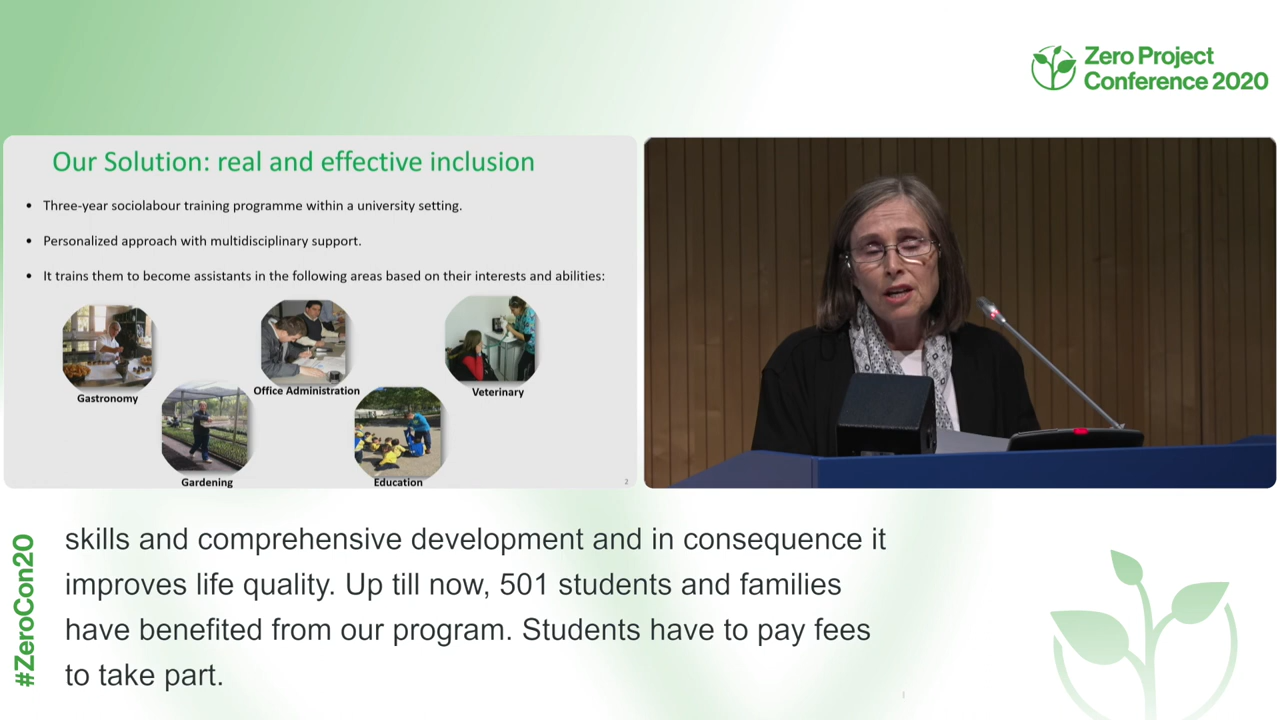 Zero Project
Conference 2020
Our Solution: real and effective inclusion
• Three-year sociolabour training programme within a university setting.
• Personalized approach with multidisciplinary support.
• It trains them to become assistants in the following areas based on their interests and abilities:
Gastronomy
Office Administration
Veterinary
Gardening
Education
2
#ZeroCon20
skills and comprehensive development and in consequence it
improves life quality. Up till now, 501 students and families
have benefited from our program. Students have to pay fees
to take part.
1